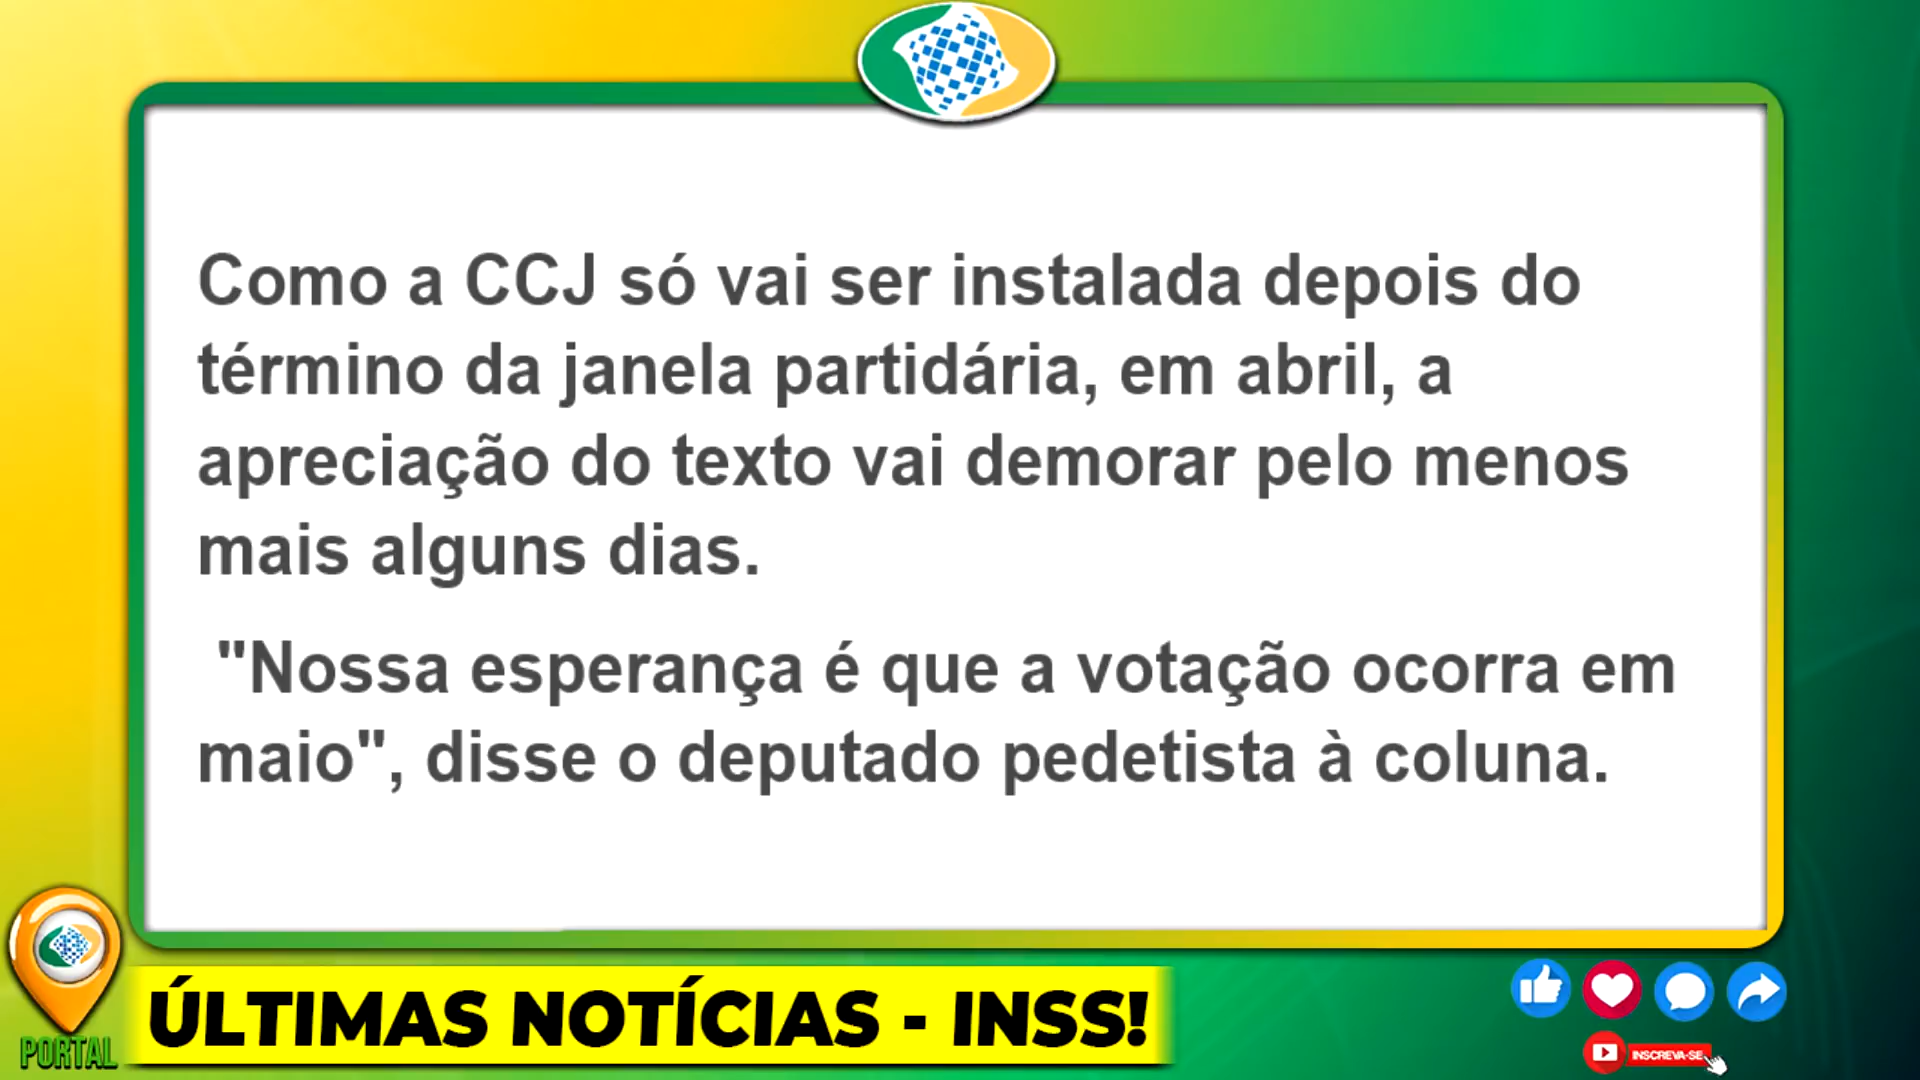 Como a CCJ só vai ser instalada depois do
término da janela partidária, em abril, a
apreciação do texto vai demorar pelo menos
mais alguns dias.
"Nossa esperança é que a votação ocorra em
maio", disse o deputado pedetista à coluna.
PORTAL
ÚLTIMAS NOTÍCIAS - INSS!
INSCREVA-SE